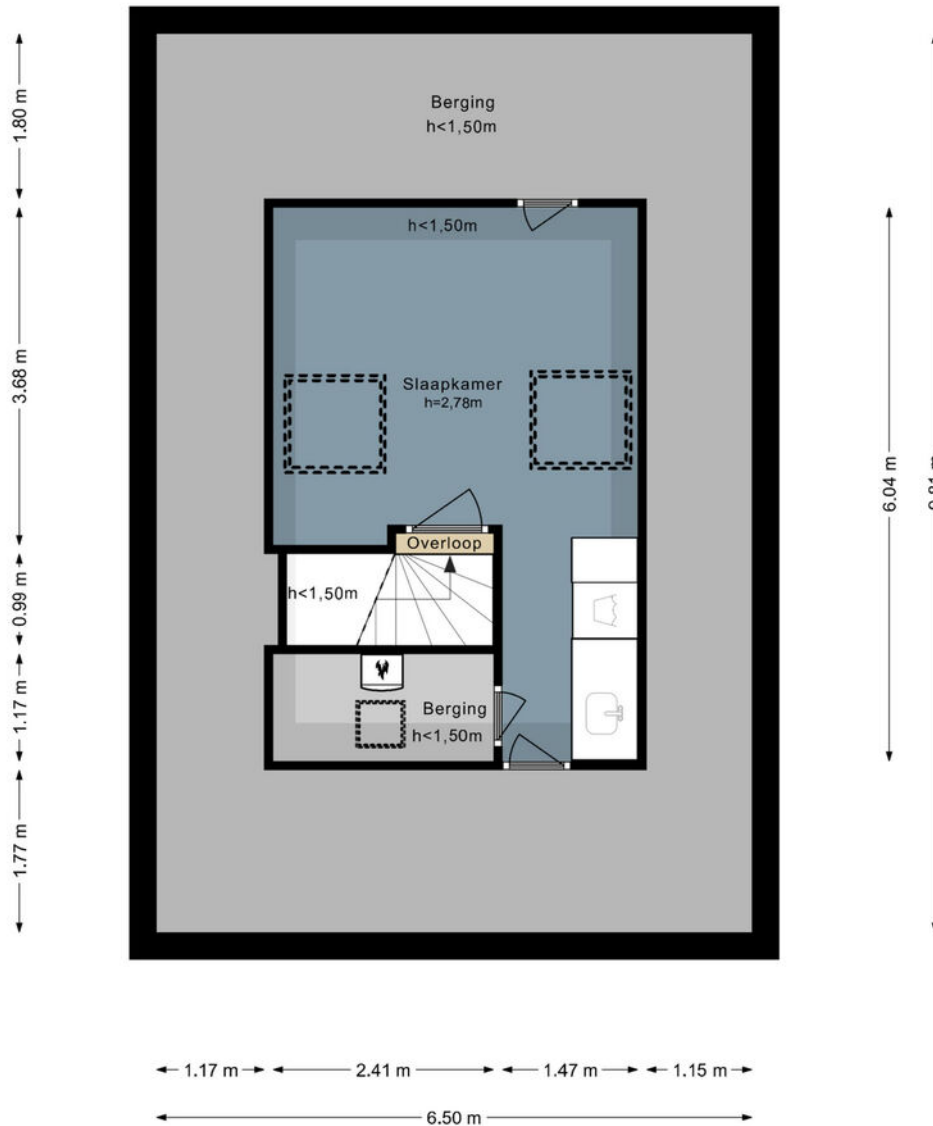 Berging
h<1,50m
1.80 m
h<1,50m
3.68 m
Slaapkamer
h=2,78m
6.04 m
Overloop
0.99 m
h<1,50m
1.17 m
Berging
h<1,50m
1.77 m
1.17 m
2.41 m
1.47 m
1.15 m
6.50 m